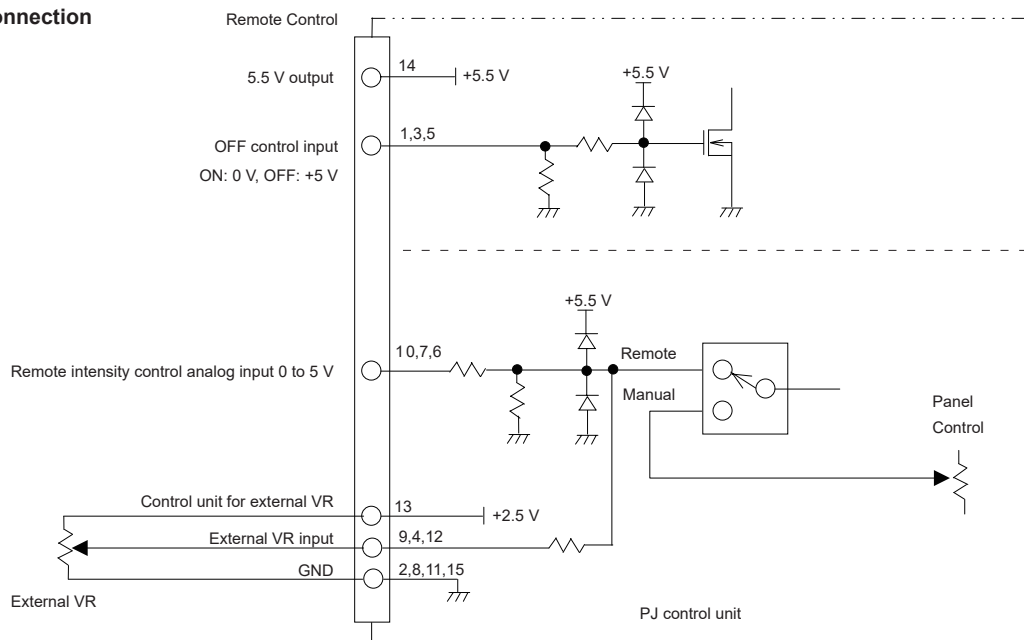 onnection
Remote Control
5.5 V output
14
+5.5 V
+5.5 V
OFF control input
1,3,5
ON: 0 V, OFF: +5 V
+5.5 V
Remote intensity control analog input 0 to 5 V
10,7,6
Remote
Manual
Panel
Control
Control unit for external VR
13
+2.5 V
External VR input
9,4,12
GND
2,8,11,15
External VR
PJ control unit